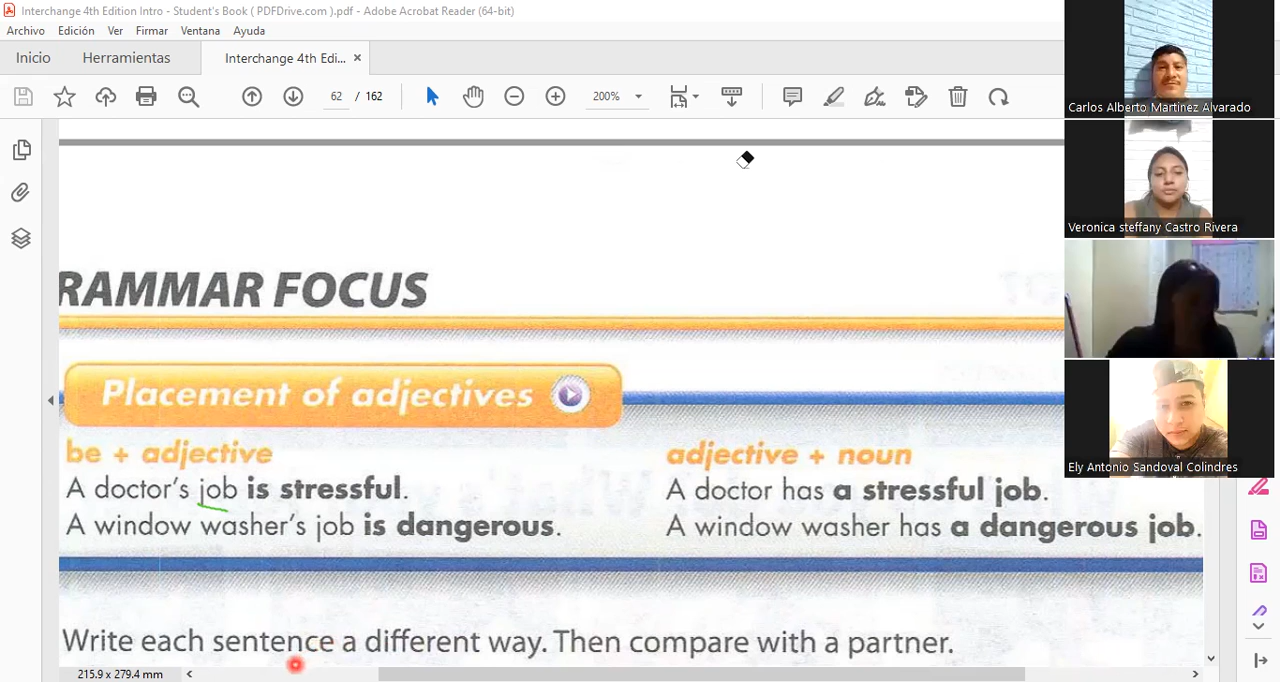 Interchange 4th Edition Intro - Student's Book ( PDFDrive.com ).pdf - Adobe Acrobat Reader (64-bit)
Archivo Edición Ver Firmar Ventana Ayuda
Inicio Herramientas Interchange 4th Edi... ×
62 / 162 200%
RAMMAR FOCUS
Placement of adjectives
be + adjective
A doctor's job is stressful.
A window washer's job is dangerous.
adjective + noun
A doctor has a stressful job.
A window washer has a dangerous job.
Write each sentence a different way. Then compare with a partner.
215.9 x 279.4 mm
Carlos Alberto Martinez Alvarado
Veronica steffany Castro Rivera
Ely Antonio Sandoval Colindres